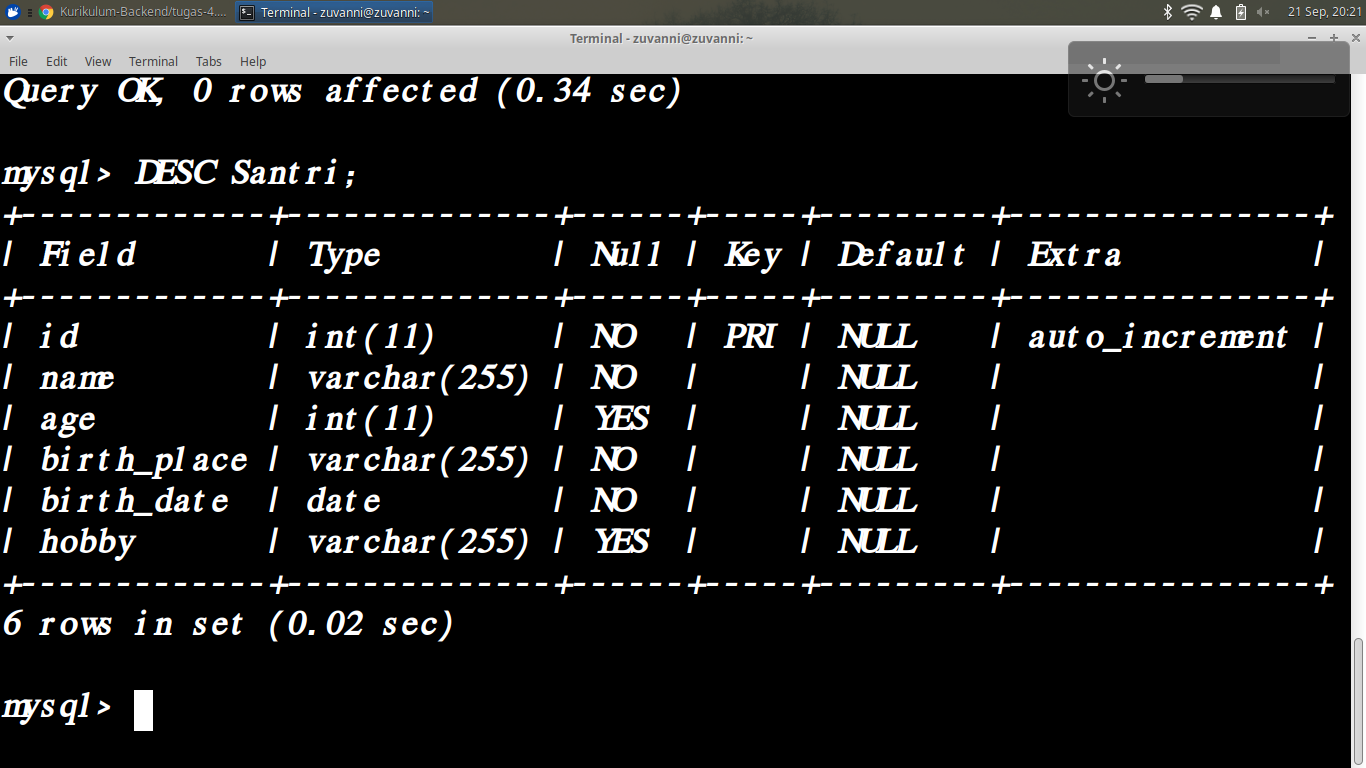 Kurikulum-Backend/tugas-4.... Terminal - zuvanni@zuvanni: ~ 21 Sep, 20:21
Terminal - zuvanni@zuvanni: ~
File Edit View Terminal Tabs Help
Query OK, 0 rows affected (0.34 sec)
mysql> DESC Santri;
+-------------+--------------+------+-----+---------+----------------+
| Field       | Type         | Null | Key | Default | Extra          |
+-------------+--------------+------+-----+---------+----------------+
| id          | int(11)      | NO   | PRI | NULL    | auto_increment |
| name        | varchar(255) | NO   |     | NULL    |                |
| age         | int(11)      | YES  |     | NULL    |                |
| birth_place | varchar(255) | NO   |     | NULL    |                |
| birth_date  | date         | NO   |     | NULL    |                |
| hobby       | varchar(255) | YES  |     | NULL    |                |
+-------------+--------------+------+-----+---------+----------------+
6 rows in set (0.02 sec)
mysql>